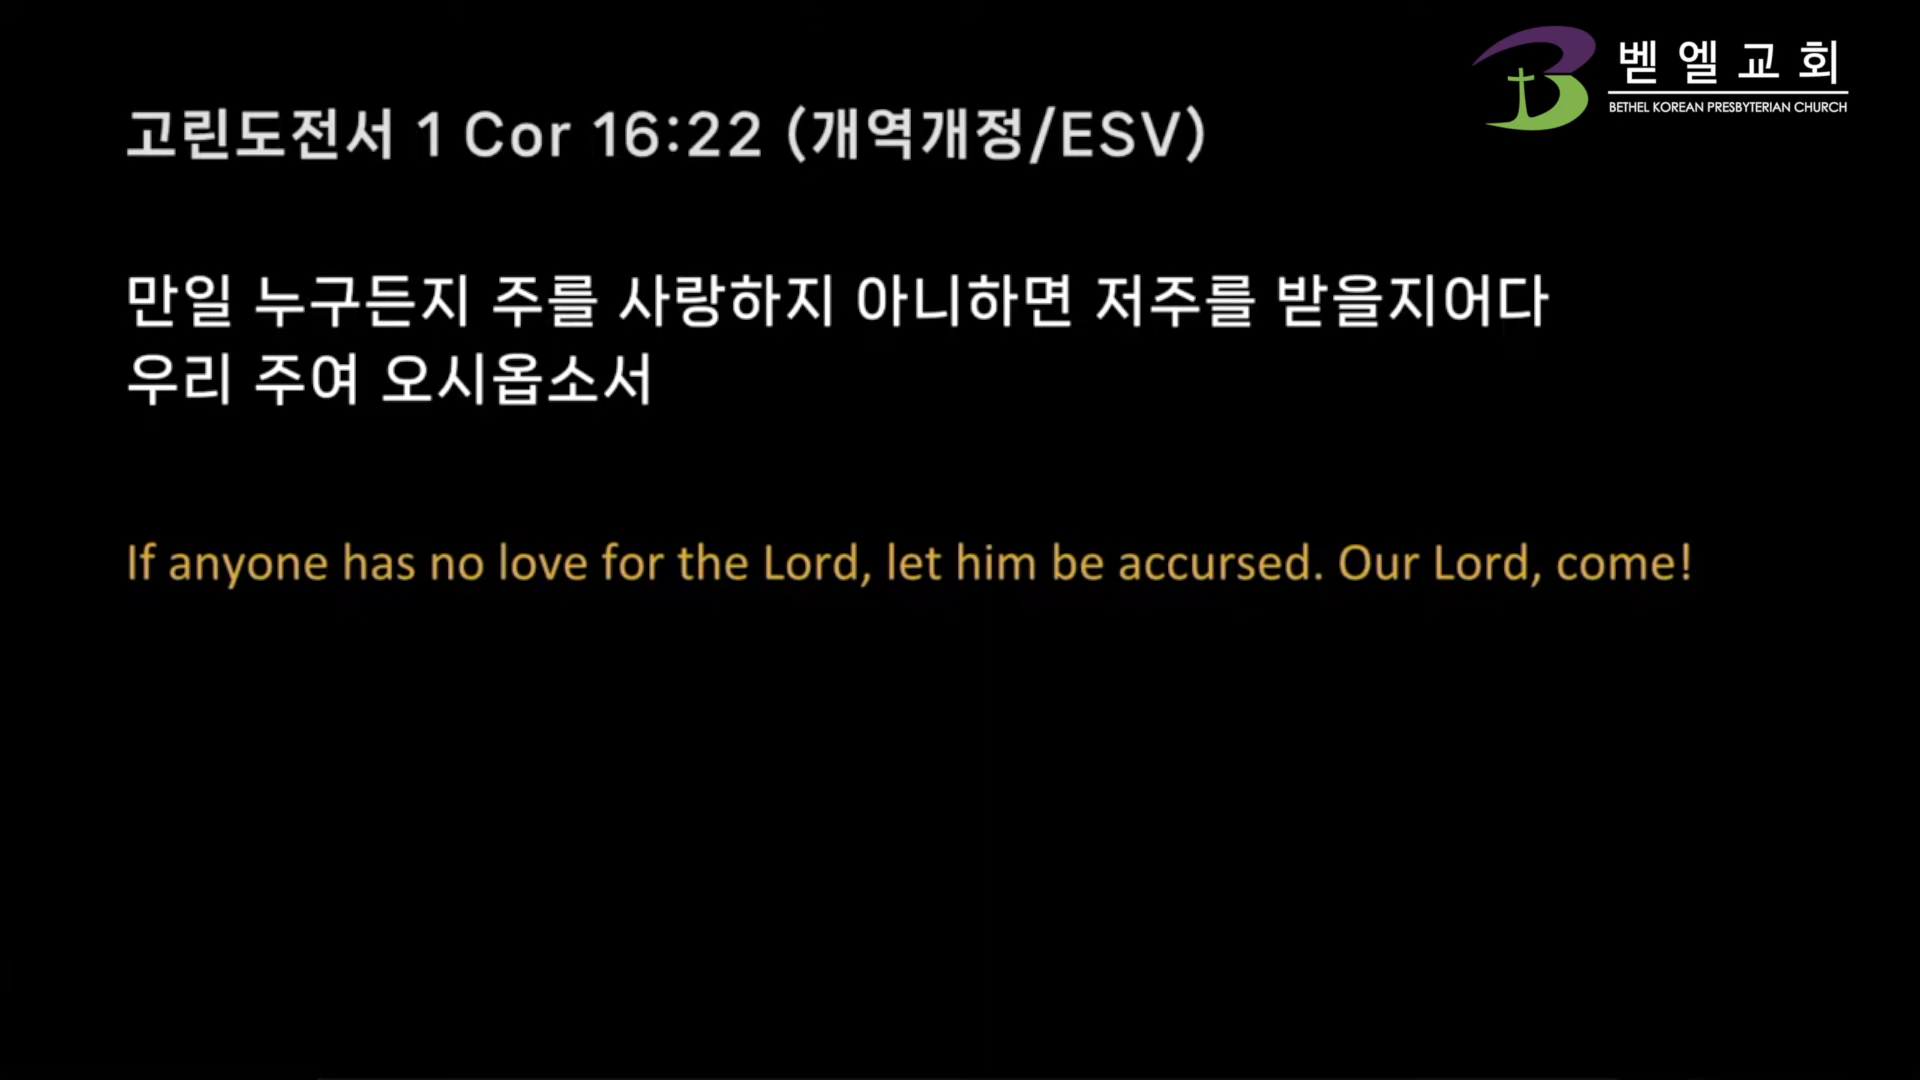 벧엘교회
BETHEL KOREAN PRESBYTERIAN CHURCH
고린도전서 1 Cor 16:22 (개역개정/ESV)
만일 누구든지 주를 사랑하지 아니하면 저주를 받을지어다
우리 주여 오시옵소서
If anyone has no love for the Lord, let him be accursed. Our Lord, come!